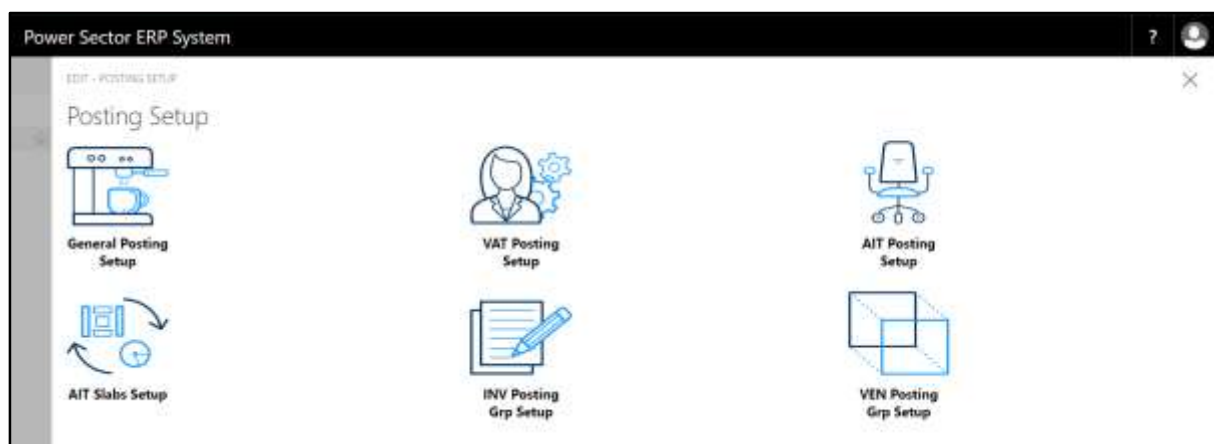 Power Sector ERP System
?
EDIT - POSTING SETUP
Posting Setup
General Posting
Setup
VAT Posting
Setup
AIT Posting
Setup
AIT Slabs Setup
INV Posting
Grp Setup
VEN Posting
Grp Setup